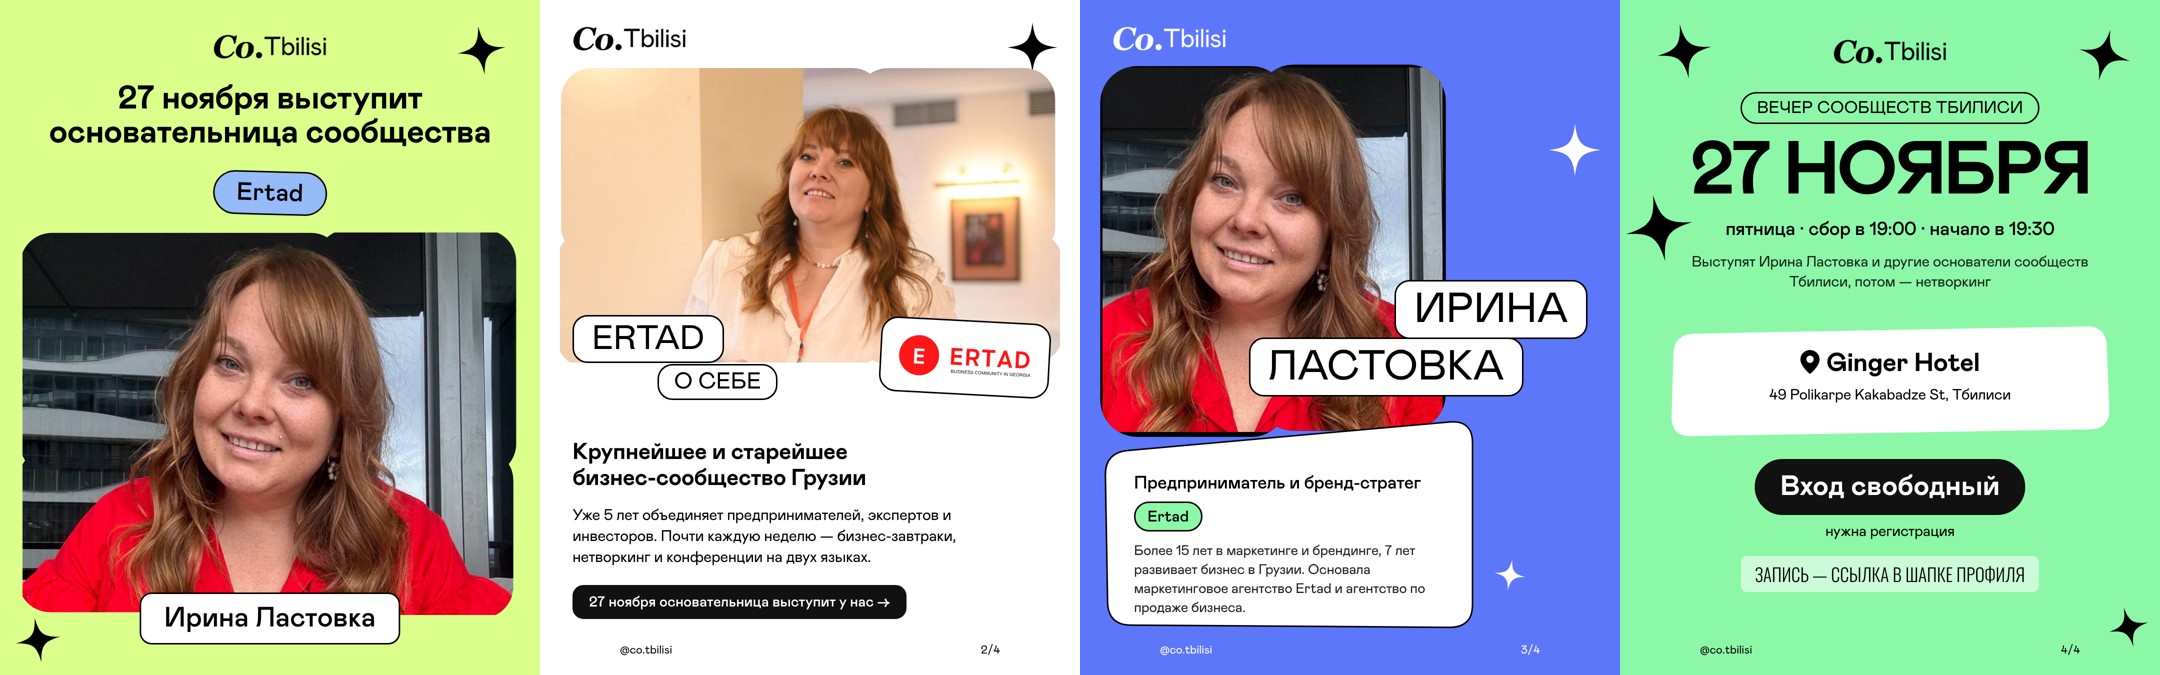 Co.Tbilisi
27 ноября выступит
основательница сообщества
Ertad
Ирина Ластовка
Co.Tbilisi
ERTAD
О СЕБЕ
E ERTAD
BUSINESS COMMUNITY IN GEORGIA
Крупнейшее и старейшее
бизнес-сообщество Грузии
Уже 5 лет объединяет предпринимателей, экспертов и
инвесторов. Почти каждую неделю — бизнес-завтраки,
нетворкинг и конференции на двух языках.
27 ноября основательница выступит у нас →
@co.tbilisi
2/4
Co.Tbilisi
ИРИНА
ЛАСТОВКА
Предприниматель и бренд-стратег
Ertad
Более 15 лет в маркетинге и брендинге, 7 лет
развивает бизнес в Грузии. Основала
маркетинговое агентство Ertad и агентство по
продаже бизнеса.
@co.tbilisi
3/4
Co.Tbilisi
ВЕЧЕР СООБЩЕСТВ ТБИЛИСИ
27 НОЯБРЯ
пятница · сбор в 19:00 · начало в 19:30
Выступят Ирина Ластовка и другие основатели сообществ
Тбилиси, потом — нетворкинг
Ginger Hotel
49 Polikarpe Kakabadze St, Тбилиси
Вход свободный
нужна регистрация
ЗАПИСЬ — ССЫЛКА В ШАПКЕ ПРОФИЛЯ
@co.tbilisi
4/4